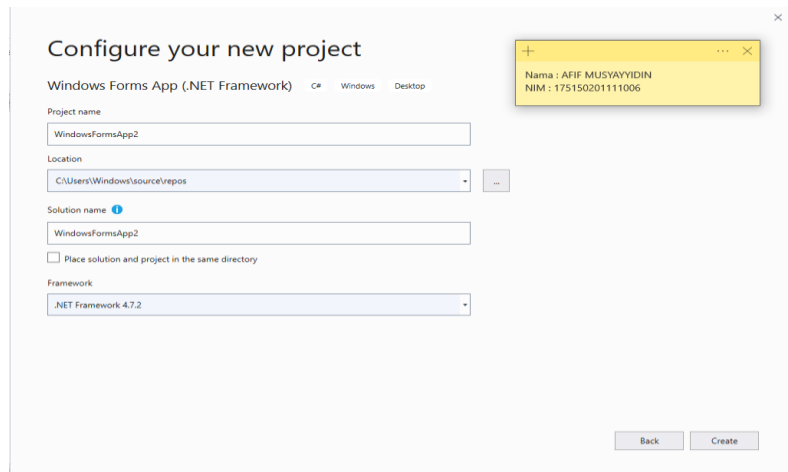 Configure your new project
Windows Forms App (.NET Framework) C# Windows Desktop
Project name
WindowsFormsApp2
Location
C:\Users\Windows\source\repos
...
Solution name
WindowsFormsApp2
Place solution and project in the same directory
Framework
.NET Framework 4.7.2
Nama : AFIF MUSYAYYIDIN
NIM : 175150201111006
Back
Create